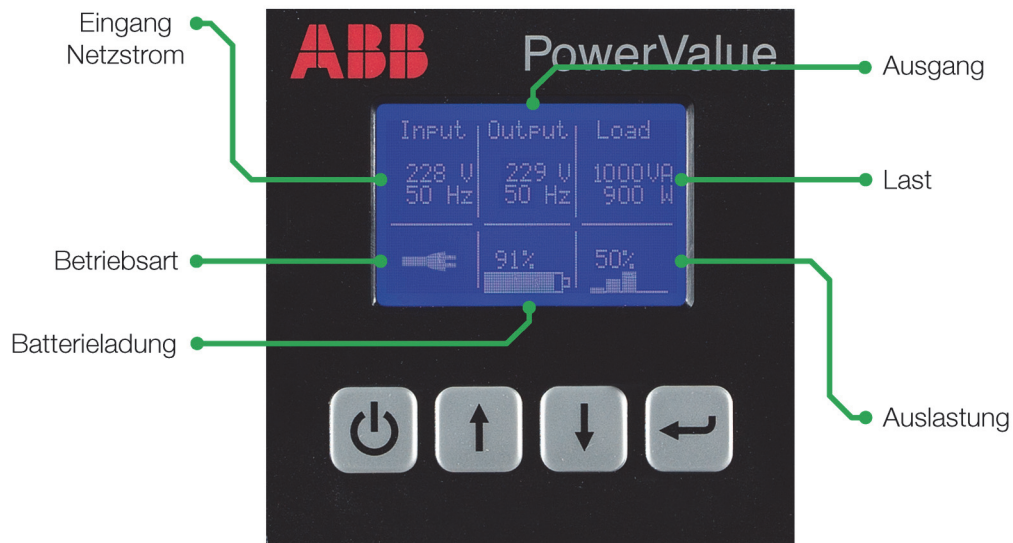 Eingang
Netzstrom
ABB
PowerValue
Ausgang
Input Output Load
228 V 229 V 1000VA
50 Hz 50 Hz 900 W
Last
Betriebsart
91% 50%
Batterieladung
Auslastung